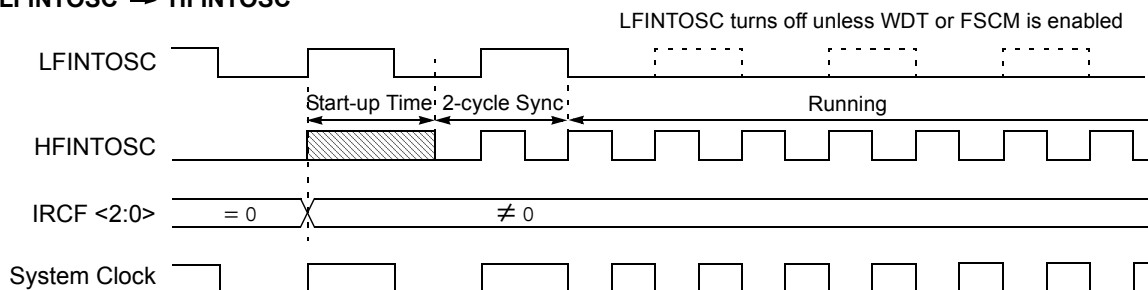 LFINTOSC → HFINTOSC
LFINTOSC turns off unless WDT or FSCM is enabled
LFINTOSC
Start-up Time 2-cycle Sync Running
HFINTOSC
IRCF <2:0> = 0 ≠ 0
System Clock